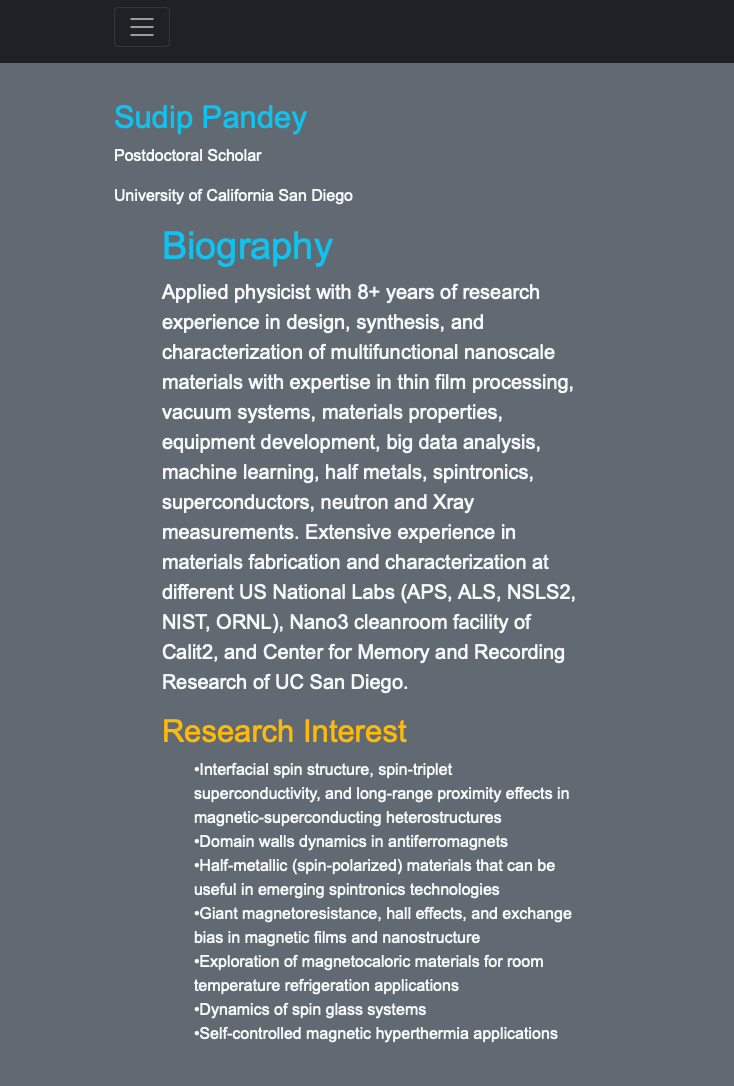 Sudip Pandey
Postdoctoral Scholar
University of California San Diego
Biography
Applied physicist with 8+ years of research
experience in design, synthesis, and
characterization of multifunctional nanoscale
materials with expertise in thin film processing,
vacuum systems, materials properties,
equipment development, big data analysis,
machine learning, half metals, spintronics,
superconductors, neutron and Xray
measurements. Extensive experience in
materials fabrication and characterization at
different US National Labs (APS, ALS, NSLS2,
NIST, ORNL), Nano3 cleanroom facility of
Calit2, and Center for Memory and Recording
Research of UC San Diego.
Research Interest
•Interfacial spin structure, spin-triplet
superconductivity, and long-range proximity effects in
magnetic-superconducting heterostructures
•Domain walls dynamics in antiferromagnets
•Half-metallic (spin-polarized) materials that can be
useful in emerging spintronics technologies
•Giant magnetoresistance, hall effects, and exchange
bias in magnetic films and nanostructure
•Exploration of magnetocaloric materials for room
temperature refrigeration applications
•Dynamics of spin glass systems
•Self-controlled magnetic hyperthermia applications